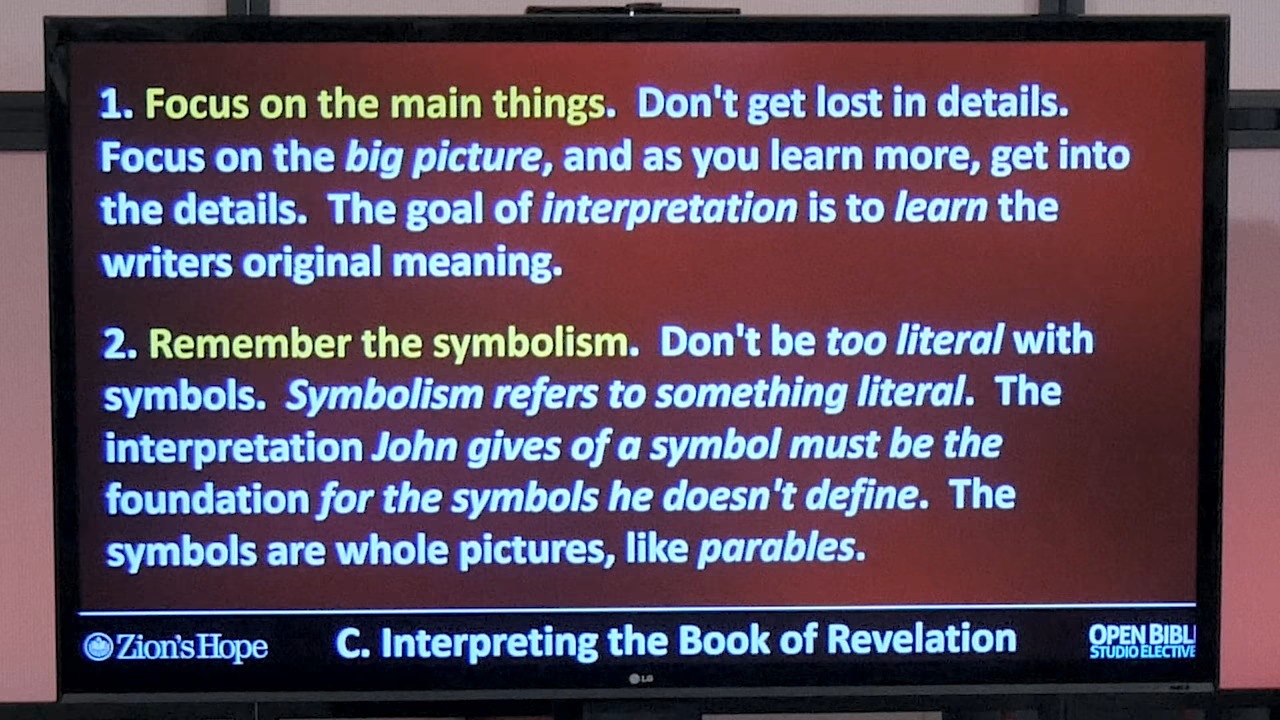 1. Focus on the main things.  Don't get lost in details.
Focus on the big picture, and as you learn more, get into
the details.  The goal of interpretation is to learn the
writers original meaning.
2. Remember the symbolism.  Don't be too literal with
symbols.  Symbolism refers to something literal.  The
interpretation John gives of a symbol must be the
foundation for the symbols he doesn't define.  The
symbols are whole pictures, like parables.
Zion's Hope
C. Interpreting the Book of Revelation
OPEN BIBL
STUDIO ELECTIVE
LG